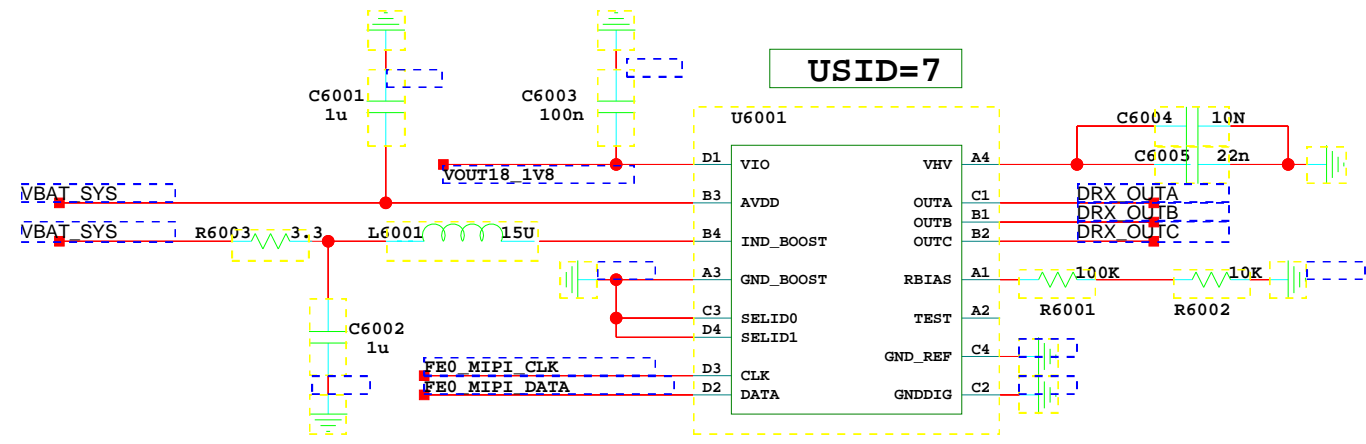 USID=7
C6001
1u
C6003
100n
U6001
C6004 10N
C6005 22n
D1 VIO VHV A4
VOUT18_1V8
VBAT_SYS
B3 AVDD OUTA C1 DRX_OUTA
OUTB B1 DRX_OUTB
VBAT_SYS R6003 3.3 L6001 15U B4 IND_BOOST OUTC B2 DRX_OUTC
A3 GND_BOOST RBIAS A1 100K 10K
R6001 R6002
C3 SELID0 TEST A2
D4 SELID1
C6002
1u
GND_REF C4
FE0_MIPI_CLK D3 CLK
FE0_MIPI_DATA D2 DATA GNDDIG C2